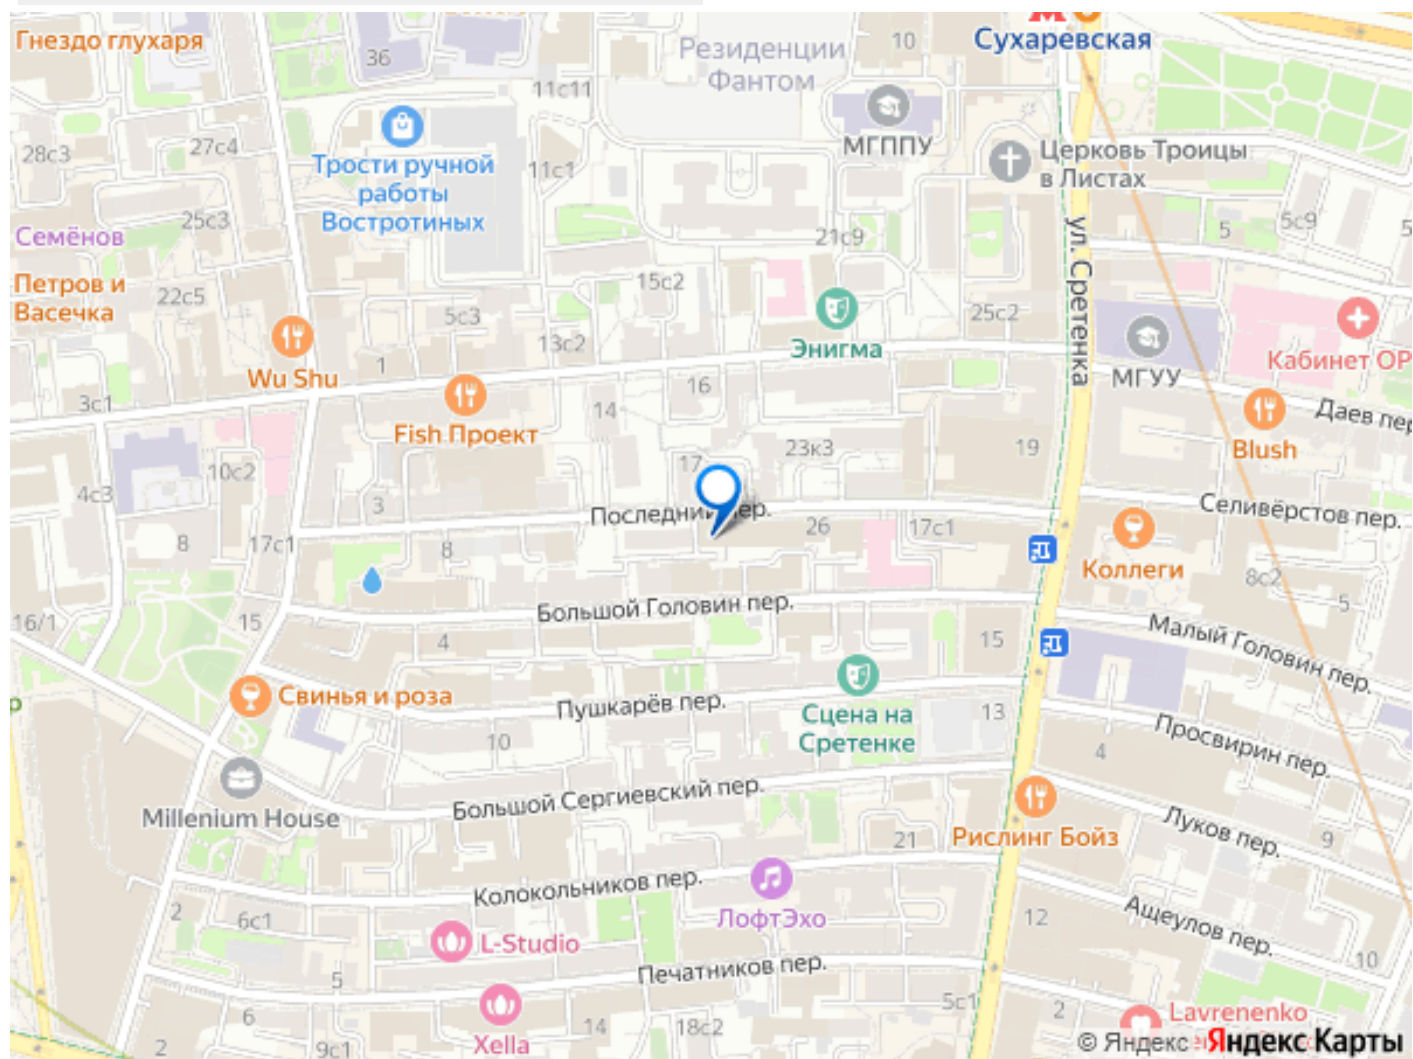 Гнездо глухаря
36
Резиденции
Фантом
10
Сухаревская
11с11
28с3
27с4
Трости ручной
работы
Востротиных
11с1
МГППУ
Церковь Троицы
в Листах
25с3
Семёнов
21с9
5
5с9
5
ул. Сретенка
Петров и
Васечка
22с5
15с2
5с3
13с2
Энигма
25с2
Кабинет ОР
МГУУ
Wu Shu
1
16
3с1
14
Fish Проект
Даев пер
Blush
23к3
19
10с2
17
4с3
3
Последний пер.
26
17с1
Селивёрстов пер.
8
17с1
8
Коллеги
8с2
5
16/1
15
Большой Головин пер.
4
15
Малый Головин пер.
Свинья и роза
Пушкарёв пер.
Сцена на
Сретенке
13
р
10
4
Просвирин пер.
Millenium House
Большой Сергиевский пер.
21
Рислинг Бойз
Луков пер.
9
Колокольников пер.
ЛофтЭхо
2
6с1
L-Studio
12
Ащеулов пер.
10
Печатников пер.
5
5с1
2
Lavrenenko
6
Xella
14
18с2
2
9с1
© Яндекс Яндекс Карты